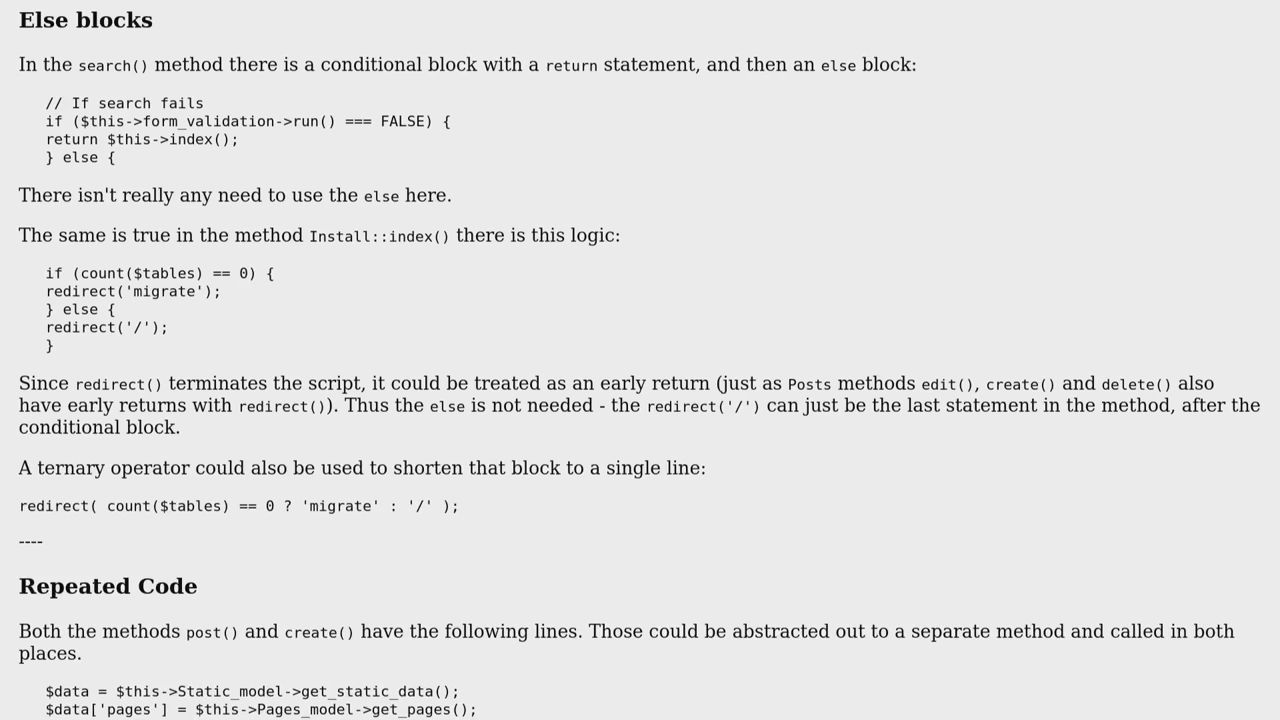 Else blocks
In the search() method there is a conditional block with a return statement, and then an else block:
// If search fails
if ($this->form_validation->run() === FALSE) {
return $this->index();
} else {
There isn't really any need to use the else here.
The same is true in the method Install::index() there is this logic:
if (count($tables) == 0) {
redirect('migrate');
} else {
redirect('/');
}
Since redirect() terminates the script, it could be treated as an early return (just as Posts methods edit(), create() and delete() also
have early returns with redirect()). Thus the else is not needed - the redirect('/') can just be the last statement in the method, after the
conditional block.
A ternary operator could also be used to shorten that block to a single line:
redirect( count($tables) == 0 ? 'migrate' : '/' );
----
Repeated Code
Both the methods post() and create() have the following lines. Those could be abstracted out to a separate method and called in both
places.
$data = $this->Static_model->get_static_data();
$data['pages'] = $this->Pages_model->get_pages();